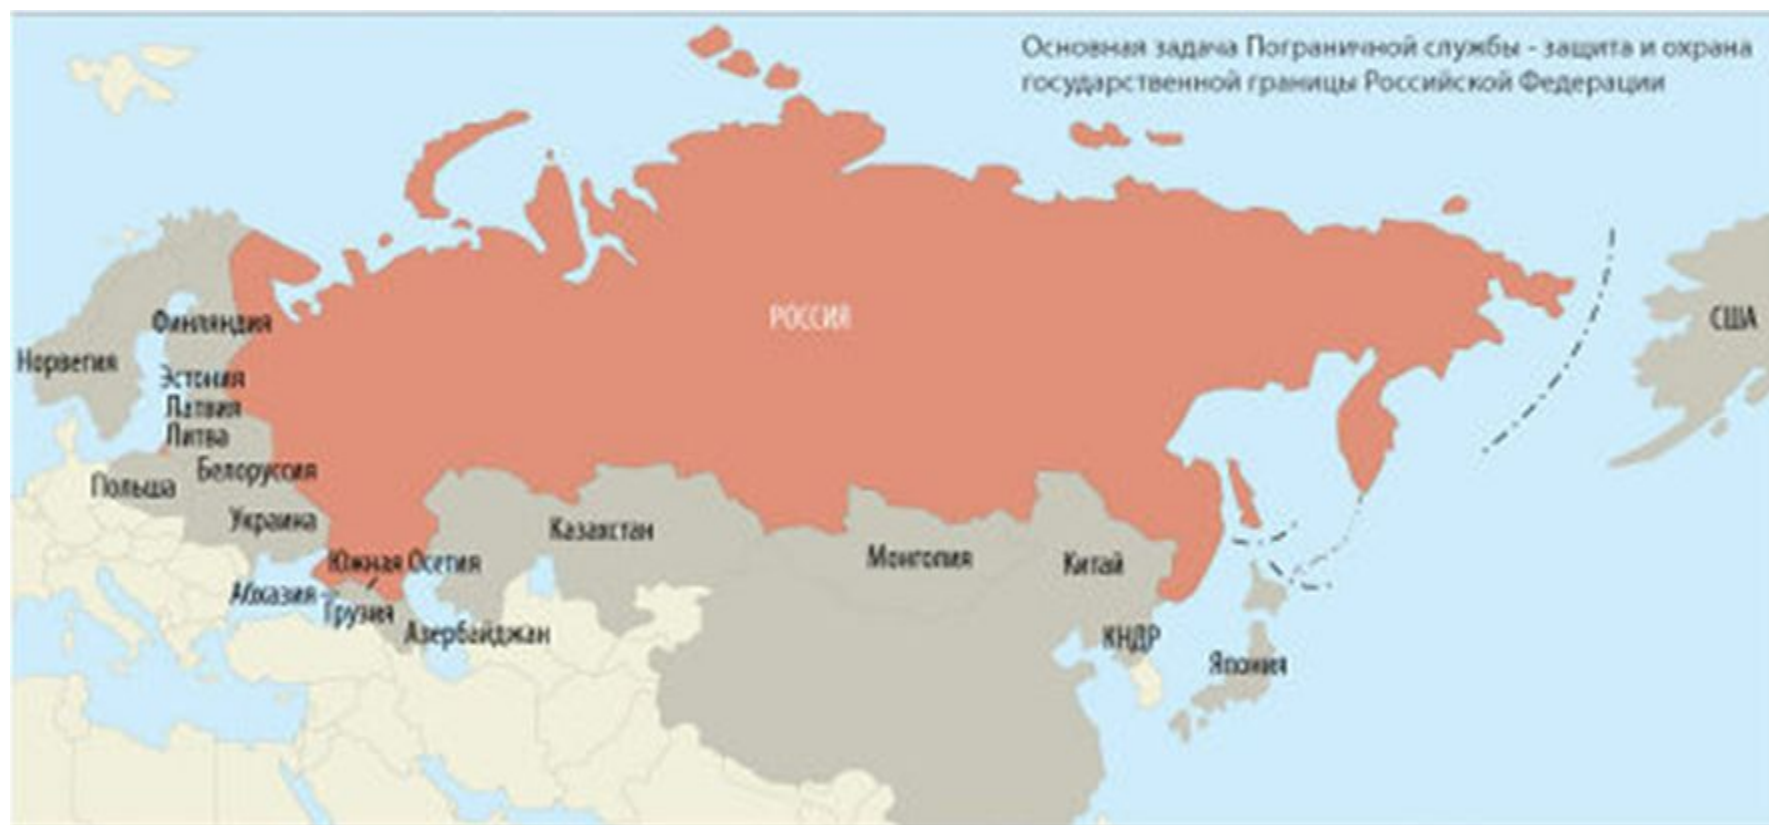 Основная задача Пограничной службы - защита и охрана
государственной границы Российской Федерации
РОССИЯ
США
Финляндия
Норвегия
Эстония
Латвия
Литва
Белоруссия
Польша
Украина
Казахстан
Монголия
Китай
Южная Осетия
Абхазия
Грузия
Азербайджан
КНДР
Япония